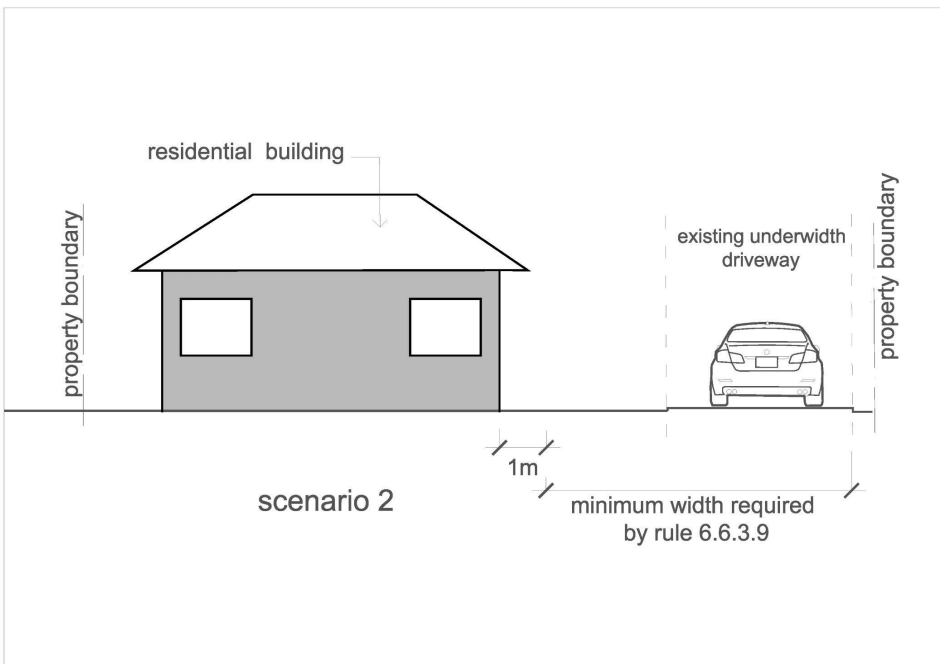 residential building
property boundary
existing underwidth
driveway
property boundary
1m
scenario 2
minimum width required
by rule 6.6.3.9